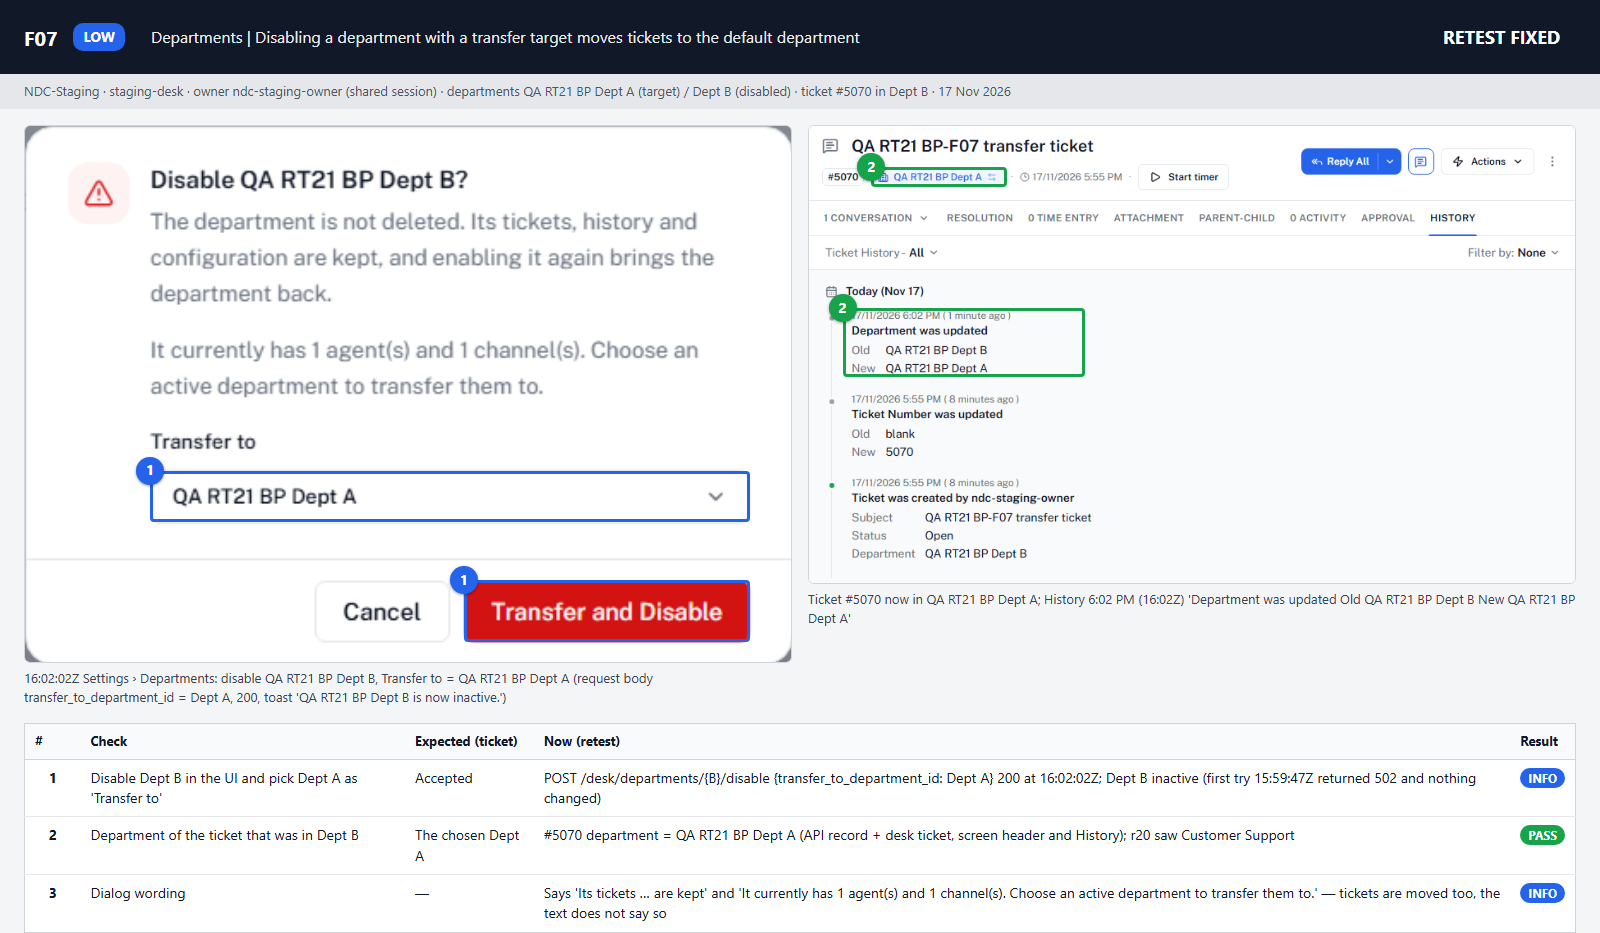 F07
LOW
Departments | Disabling a department with a transfer target moves tickets to the default department
RETEST FIXED
NDC-Staging · staging-desk · owner ndc-staging-owner (shared session) · departments QA RT21 BP Dept A (target) / Dept B (disabled) · ticket #5070 in Dept B · 17 Nov 2026
Disable QA RT21 BP Dept B?
The department is not deleted. Its tickets, history and
configuration are kept, and enabling it again brings the
department back.
It currently has 1 agent(s) and 1 channel(s). Choose an
active department to transfer them to.
Transfer to
1
QA RT21 BP Dept A
1
Cancel
Transfer and Disable
16:02:02Z Settings › Departments: disable QA RT21 BP Dept B, Transfer to = QA RT21 BP Dept A (request body
transfer_to_department_id = Dept A, 200, toast 'QA RT21 BP Dept B is now inactive.')
QA RT21 BP-F07 transfer ticket
2
#5070
QA RT21 BP Dept A
· 17/11/2026 5:55 PM ·
Start timer
Reply All
Actions
1 CONVERSATION
RESOLUTION
0 TIME ENTRY
ATTACHMENT
PARENT-CHILD
0 ACTIVITY
APPROVAL
HISTORY
Ticket History - All
Filter by: None
Today (Nov 17)
2
17/11/2026 6:02 PM ( 1 minute ago )
Department was updated
Old QA RT21 BP Dept B
New QA RT21 BP Dept A
17/11/2026 5:55 PM ( 8 minutes ago )
Ticket Number was updated
Old blank
New 5070
17/11/2026 5:55 PM ( 8 minutes ago )
Ticket was created by ndc-staging-owner
Subject QA RT21 BP-F07 transfer ticket
Status Open
Department QA RT21 BP Dept B
Ticket #5070 now in QA RT21 BP Dept A; History 6:02 PM (16:02Z) 'Department was updated Old QA RT21 BP Dept B New QA RT21 BP
Dept A'
# Check Expected (ticket) Now (retest) Result
1 Disable Dept B in the UI and pick Dept A as
'Transfer to'
Accepted
POST /desk/departments/{B}/disable {transfer_to_department_id: Dept A} 200 at 16:02:02Z; Dept B inactive (first try 15:59:47Z returned 502 and nothing
changed)
INFO
2 Department of the ticket that was in Dept B
The chosen Dept
A
#5070 department = QA RT21 BP Dept A (API record + desk ticket, screen header and History); r20 saw Customer Support
PASS
3 Dialog wording
—
Says 'Its tickets ... are kept' and 'It currently has 1 agent(s) and 1 channel(s). Choose an active department to transfer them to.' — tickets are moved too, the
text does not say so
INFO